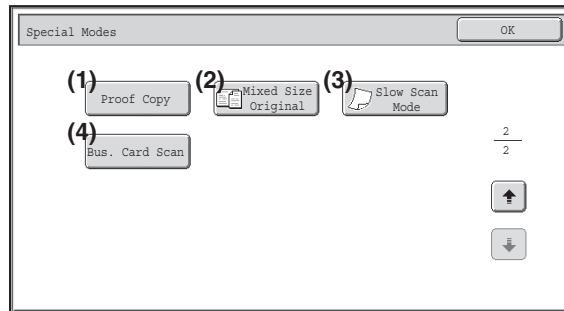 Special Modes
OK
(1)
Proof Copy
(2)
Mixed Size
Original
(3)
Slow Scan
Mode
(4)
Bus. Card Scan
2
2